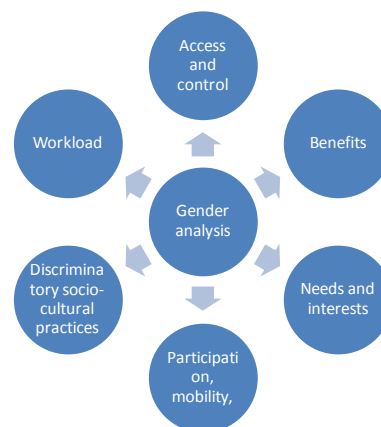 Access
and
control
Workload
Benefits
Gender
analysis
Discrimina
tory socio-
cultural
practices
Needs and
interests
Participati
on,
mobility,